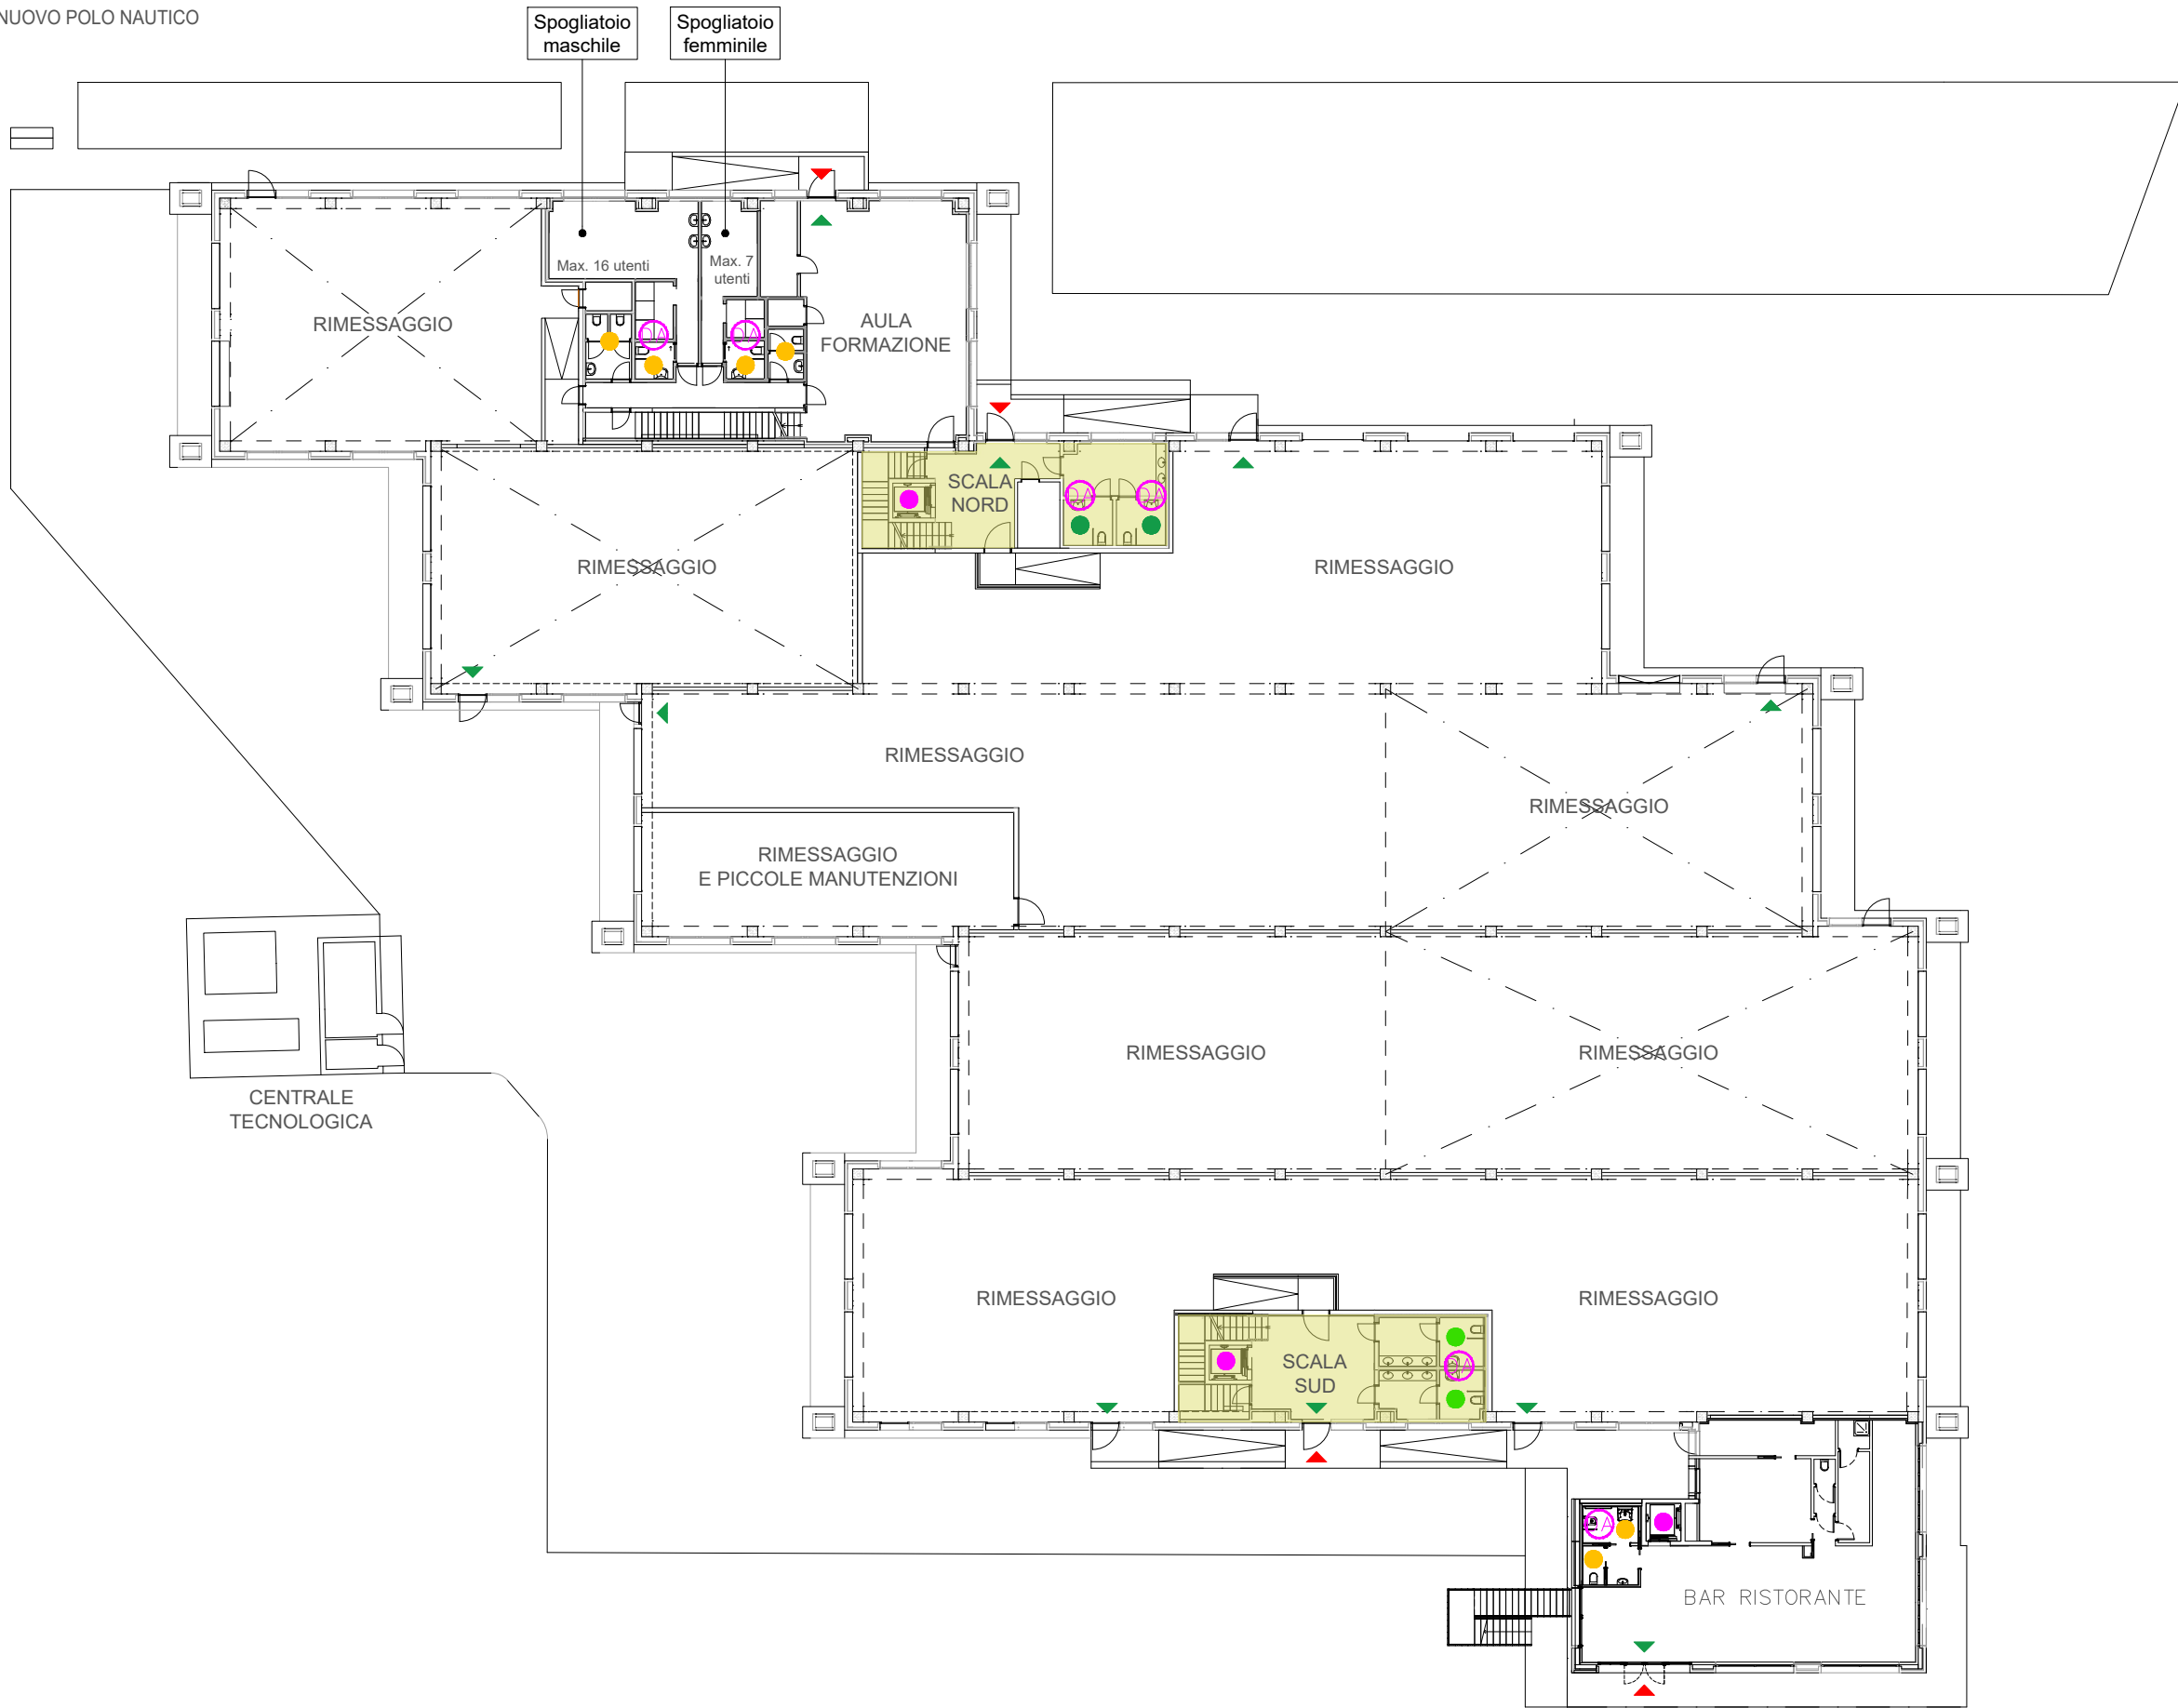 NUOVO POLO NAUTICO
Spogliatoio
maschile
Spogliatoio
femminile
Max. 16 utenti
Max. 7
utenti
RIMESSAGGIO
AULA
FORMAZIONE
SCALA
NORD
RIMESSAGGIO
RIMESSAGGIO
RIMESSAGGIO
RIMESSAGGIO
RIMESSAGGIO
E PICCOLE MANUTENZIONI
RIMESSAGGIO
RIMESSAGGIO
CENTRALE
TECNOLOGICA
RIMESSAGGIO
RIMESSAGGIO
SCALA
SUD
BAR RISTORANTE